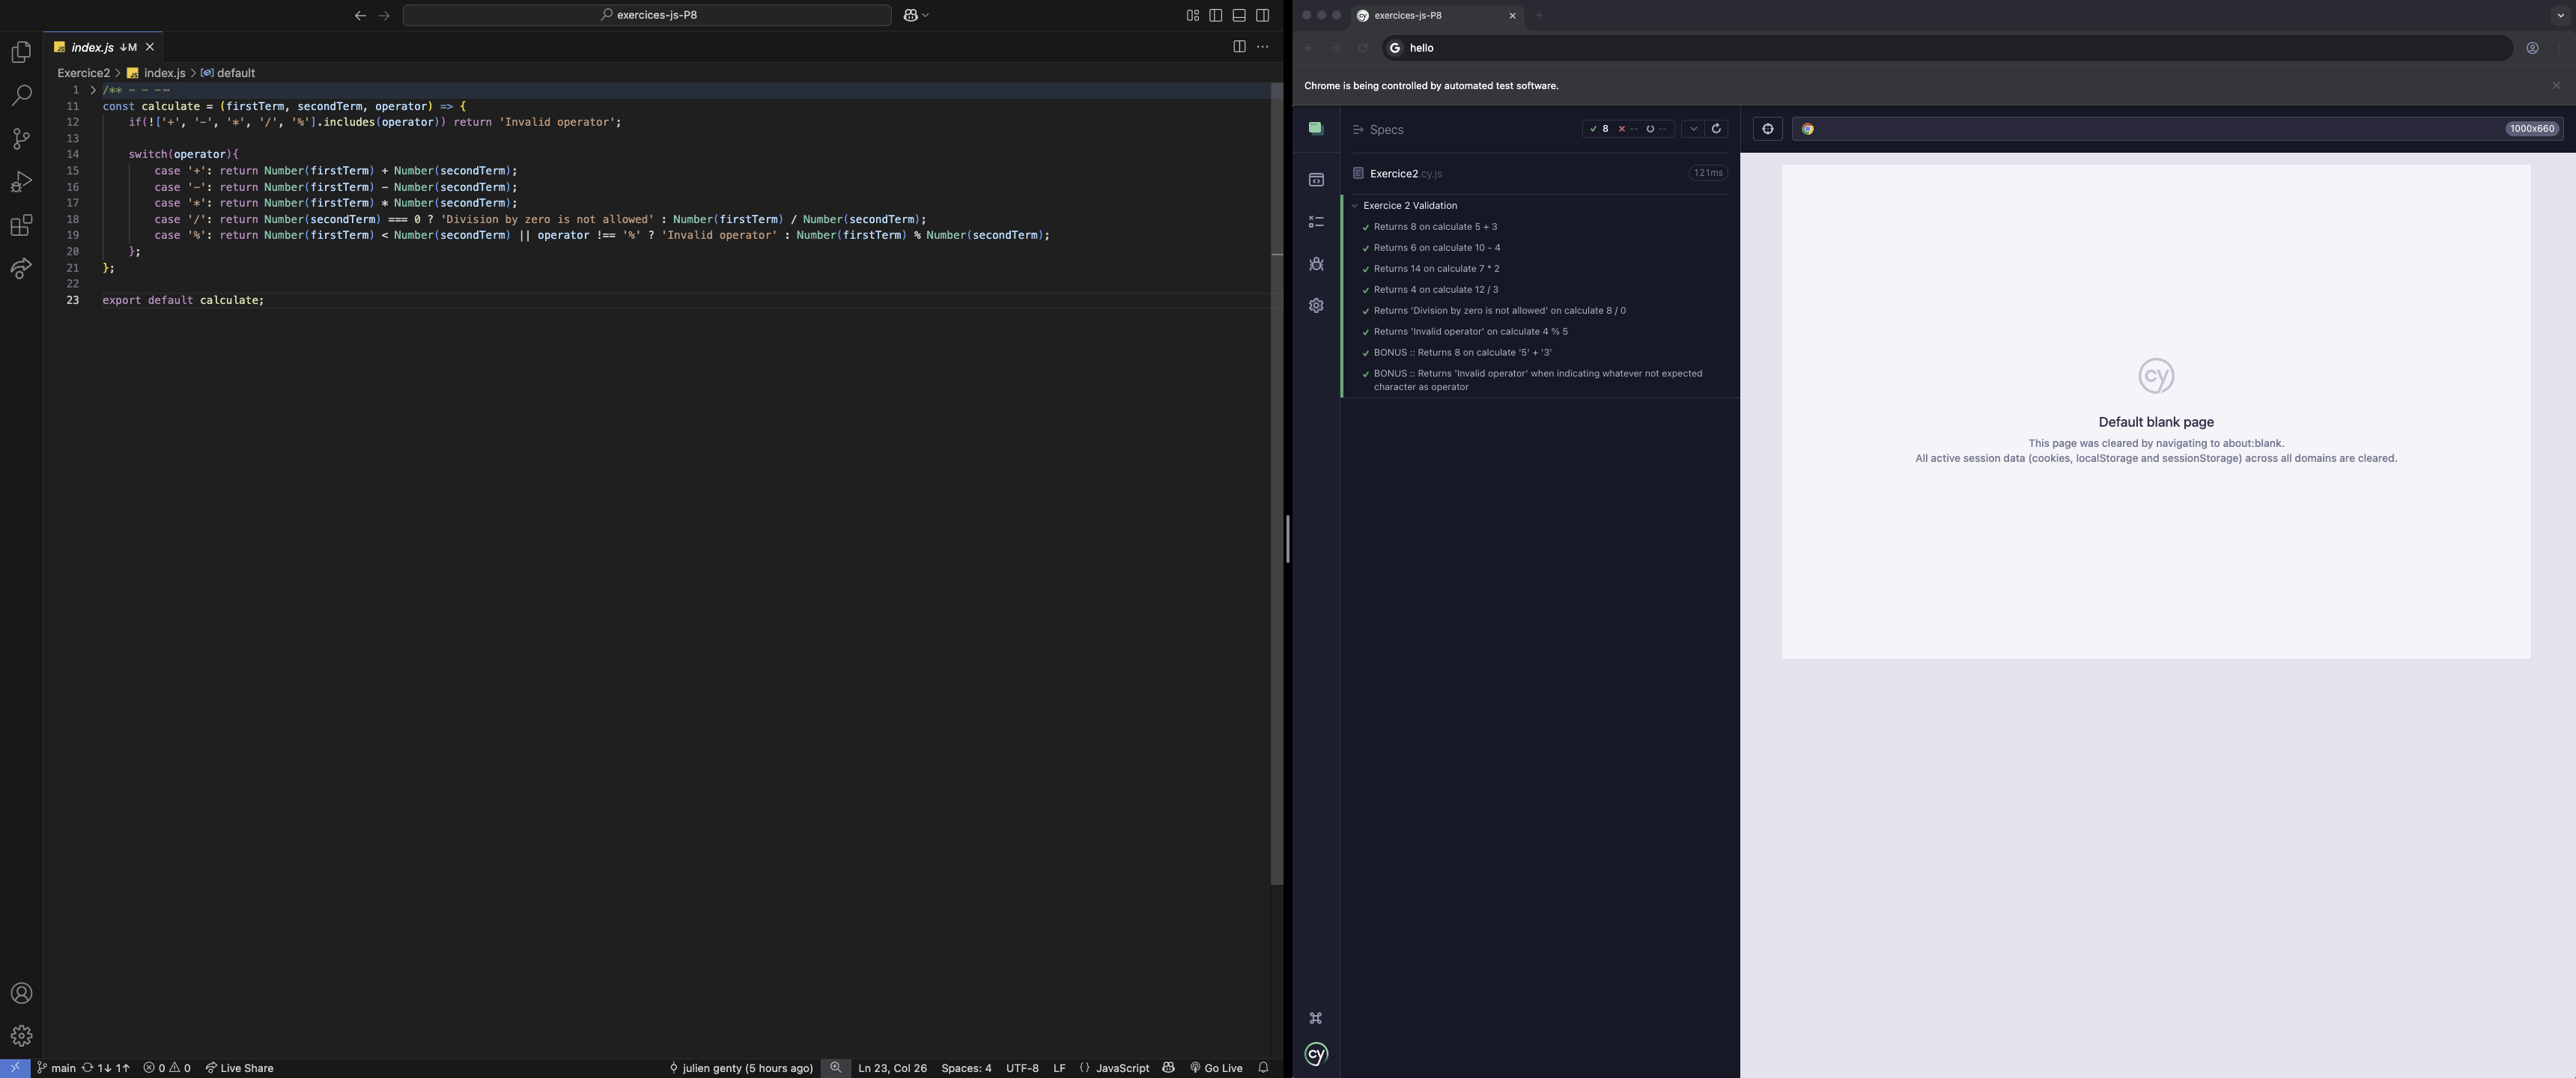 exercices-js-P8
index.js ↓M
Exercice2 > index.js > default
1 /** - - -⋯
11 const calculate = (firstTerm, secondTerm, operator) => {
12 if(!['+', '-', '*', '/', '%'].includes(operator)) return 'Invalid operator';
13
14 switch(operator){
15 case '+': return Number(firstTerm) + Number(secondTerm);
16 case '-': return Number(firstTerm) - Number(secondTerm);
17 case '*': return Number(firstTerm) * Number(secondTerm);
18 case '/': return Number(secondTerm) === 0 ? 'Division by zero is not allowed' : Number(firstTerm) / Number(secondTerm);
19 case '%': return Number(firstTerm) < Number(secondTerm) || operator !== '%' ? 'Invalid operator' : Number(firstTerm) % Number(secondTerm);
20 };
21 };
22
23 export default calculate;
main 1↓ 1↑ 0 0 Live Share
julien genty (5 hours ago) Ln 23, Col 26 Spaces: 4 UTF-8 LF {} JavaScript Go Live
exercices-js-P8
hello
Chrome is being controlled by automated test software.
Specs 8 -- --
Exercice2.cy.js 121ms
Exercice 2 Validation
Returns 8 on calculate 5 + 3
Returns 6 on calculate 10 - 4
Returns 14 on calculate 7 * 2
Returns 4 on calculate 12 / 3
Returns 'Division by zero is not allowed' on calculate 8 / 0
Returns 'Invalid operator' on calculate 4 % 5
BONUS :: Returns 8 on calculate '5' + '3'
BONUS :: Returns 'Invalid operator' when indicating whatever not expected
character as operator
cy
1000x660
cy
Default blank page
This page was cleared by navigating to about:blank.
All active session data (cookies, localStorage and sessionStorage) across all domains are cleared.